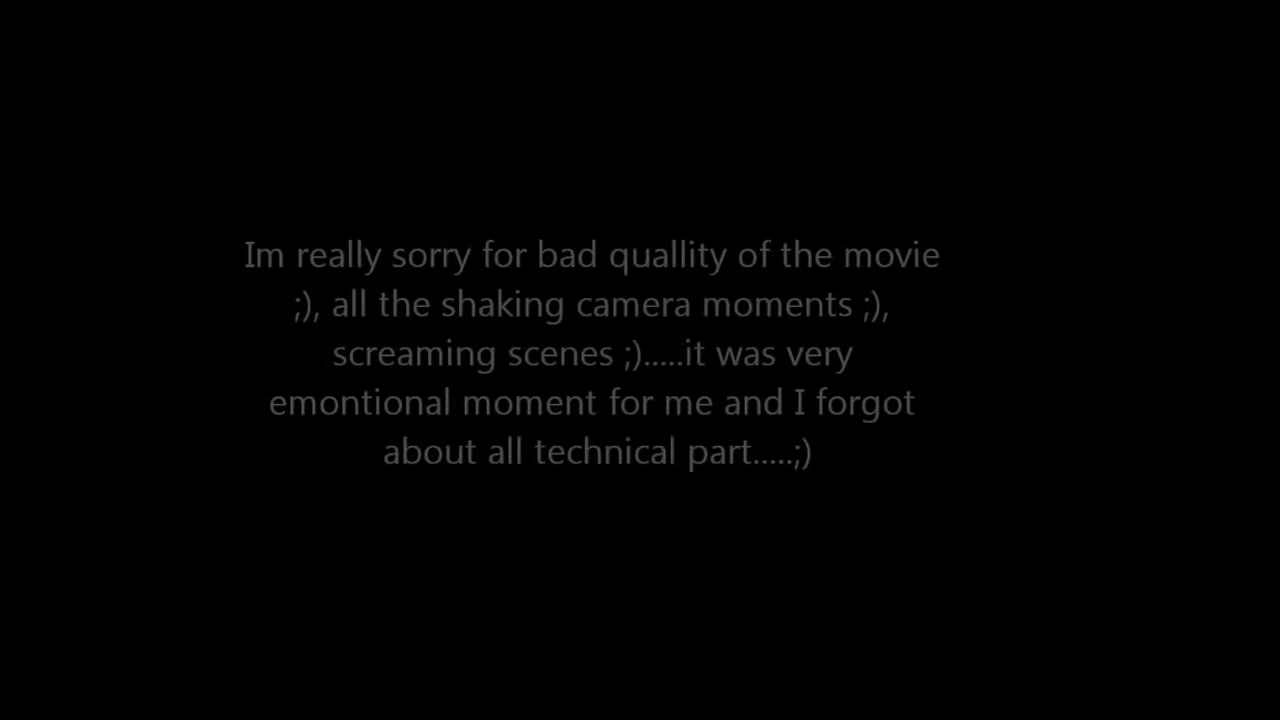 Im really sorry for bad quallity of the movie
;), all the shaking camera moments ;),
screaming scenes ;).....it was very
emontional moment for me and I forgot
about all technical part.....;)